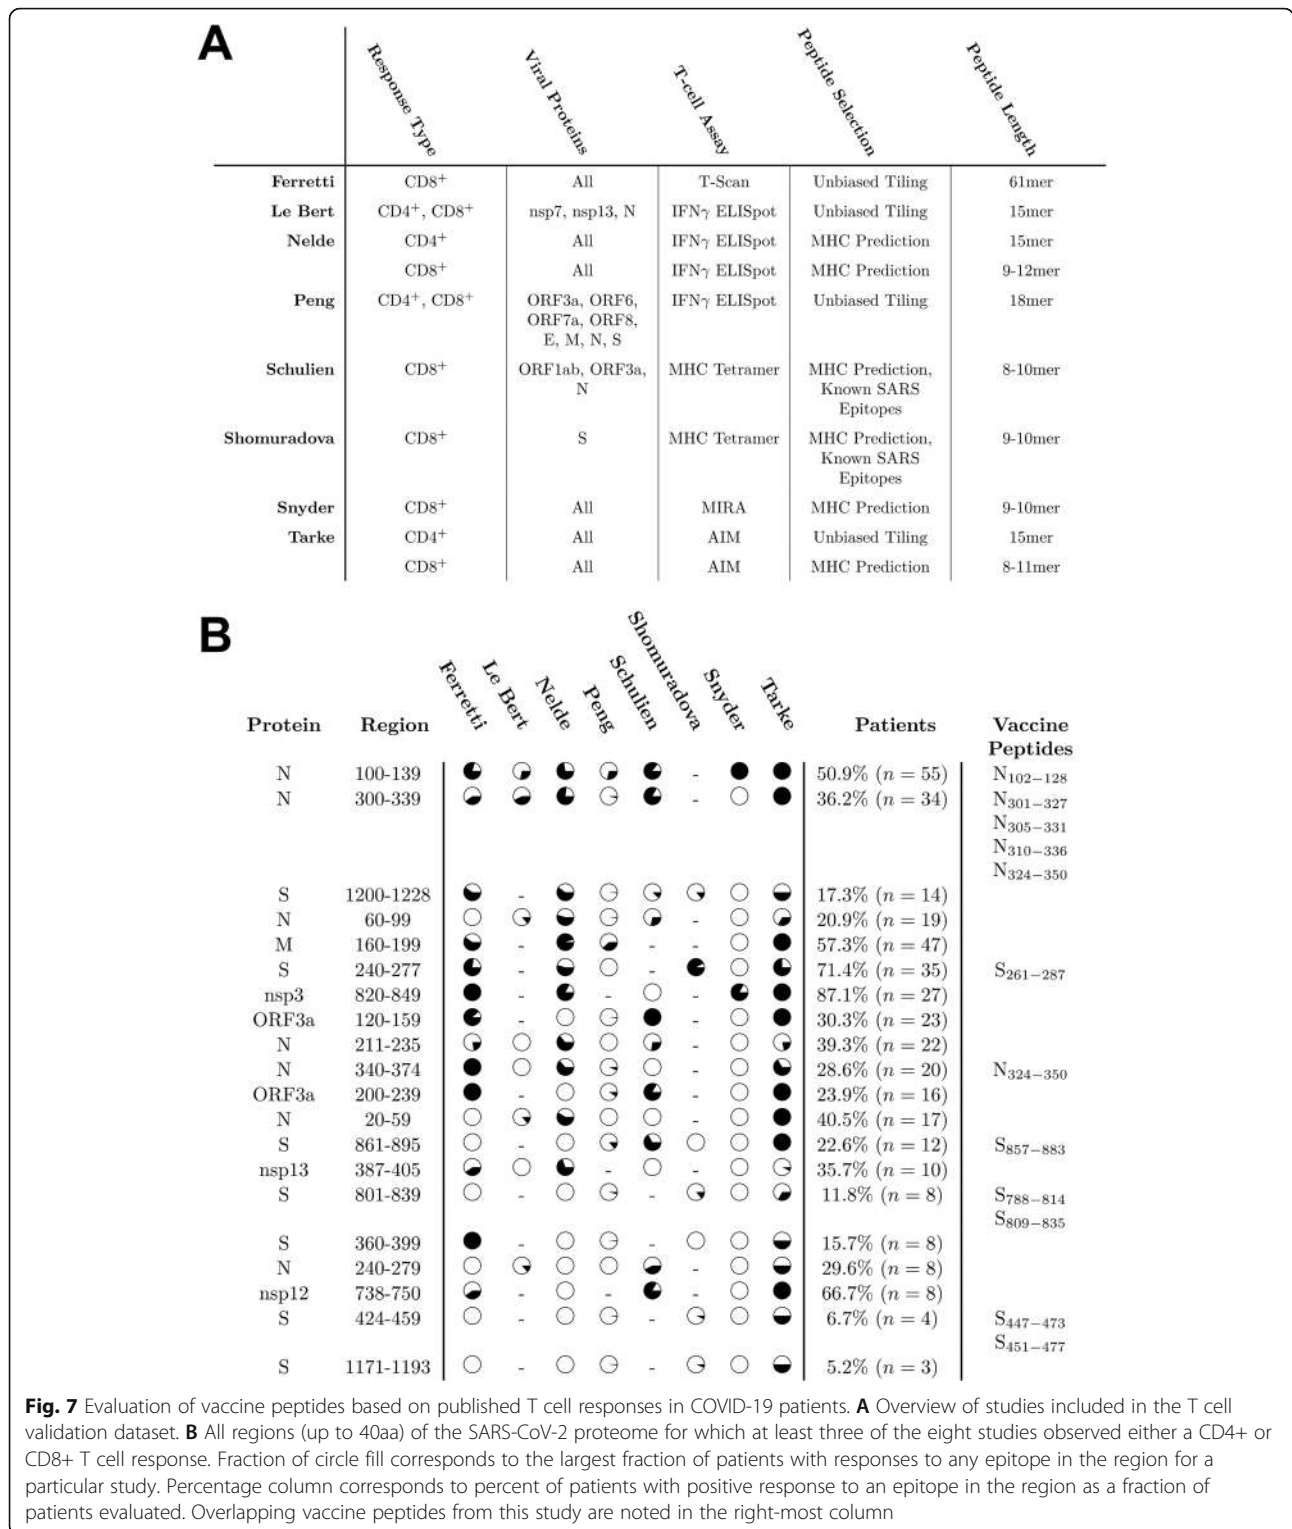 A
Response Type
Viral Proteins
T-cell Assay
Peptide Selection
Peptide Length
Ferretti CD8+ All T-Scan Unbiased Tiling 61mer
Le Bert CD4+, CD8+ nsp7, nsp13, N IFNγ ELISpot Unbiased Tiling 15mer
Nelde CD4+ All IFNγ ELISpot MHC Prediction 15mer
CD8+ All IFNγ ELISpot MHC Prediction 9-12mer
Peng CD4+, CD8+ ORF3a, ORF6, IFNγ ELISpot Unbiased Tiling 18mer
ORF7a, ORF8,
E, M, N, S
Schulien CD8+ ORF1ab, ORF3a, MHC Tetramer MHC Prediction, 8-10mer
N Known SARS
Epitopes
Shomuradova CD8+ S MHC Tetramer MHC Prediction, 9-10mer
Known SARS
Epitopes
Snyder CD8+ All MIRA MHC Prediction 9-10mer
Tarke CD4+ All AIM Unbiased Tiling 15mer
CD8+ All AIM MHC Prediction 8-11mer
B
Ferretti
Le Bert
Nelde
Peng
Schulien
Shomuradova
Snyder
Tarke
Protein Region Patients Vaccine
Peptides
N 100-139 - 50.9% (n = 55) N102−128
N 300-339 - 36.2% (n = 34) N301−327
N305−331
N310−336
N324−350
S 1200-1228 - 17.3% (n = 14)
N 60-99 - 20.9% (n = 19)
M 160-199 - - - 57.3% (n = 47)
S 240-277 - - 71.4% (n = 35) S261−287
nsp3 820-849 - - - 87.1% (n = 27)
ORF3a 120-159 - - 30.3% (n = 23)
N 211-235 - 39.3% (n = 22)
N 340-374 - 28.6% (n = 20) N324−350
ORF3a 200-239 - - 23.9% (n = 16)
N 20-59 - 40.5% (n = 17)
S 861-895 - 22.6% (n = 12) S857−883
nsp13 387-405 - - 35.7% (n = 10)
S 801-839 - - 11.8% (n = 8) S788−814
S809−835
S 360-399 - - 15.7% (n = 8)
N 240-279 - 29.6% (n = 8)
nsp12 738-750 - - - 66.7% (n = 8)
S 424-459 - - 6.7% (n = 4) S447−473
S451−477
S 1171-1193 - - 5.2% (n = 3)
Fig. 7 Evaluation of vaccine peptides based on published T cell responses in COVID-19 patients. A Overview of studies included in the T cell
validation dataset. B All regions (up to 40aa) of the SARS-CoV-2 proteome for which at least three of the eight studies observed either a CD4+ or
CD8+ T cell response. Fraction of circle fill corresponds to the largest fraction of patients with responses to any epitope in the region for a
particular study. Percentage column corresponds to percent of patients with positive response to an epitope in the region as a fraction of
patients evaluated. Overlapping vaccine peptides from this study are noted in the right-most column